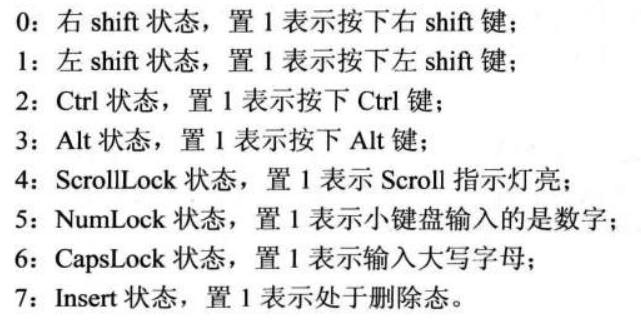 0：右 shift 状态，置 1 表示按下右 shift 键；
1：左 shift 状态，置 1 表示按下左 shift 键；
2：Ctrl 状态，置 1 表示按下 Ctrl 键；
3：Alt 状态，置 1 表示按下 Alt 键；
4：ScrollLock 状态，置 1 表示 Scroll 指示灯亮；
5：NumLock 状态，置 1 表示小键盘输入的是数字；
6：CapsLock 状态，置 1 表示输入大写字母；
7：Insert 状态，置 1 表示处于删除态。